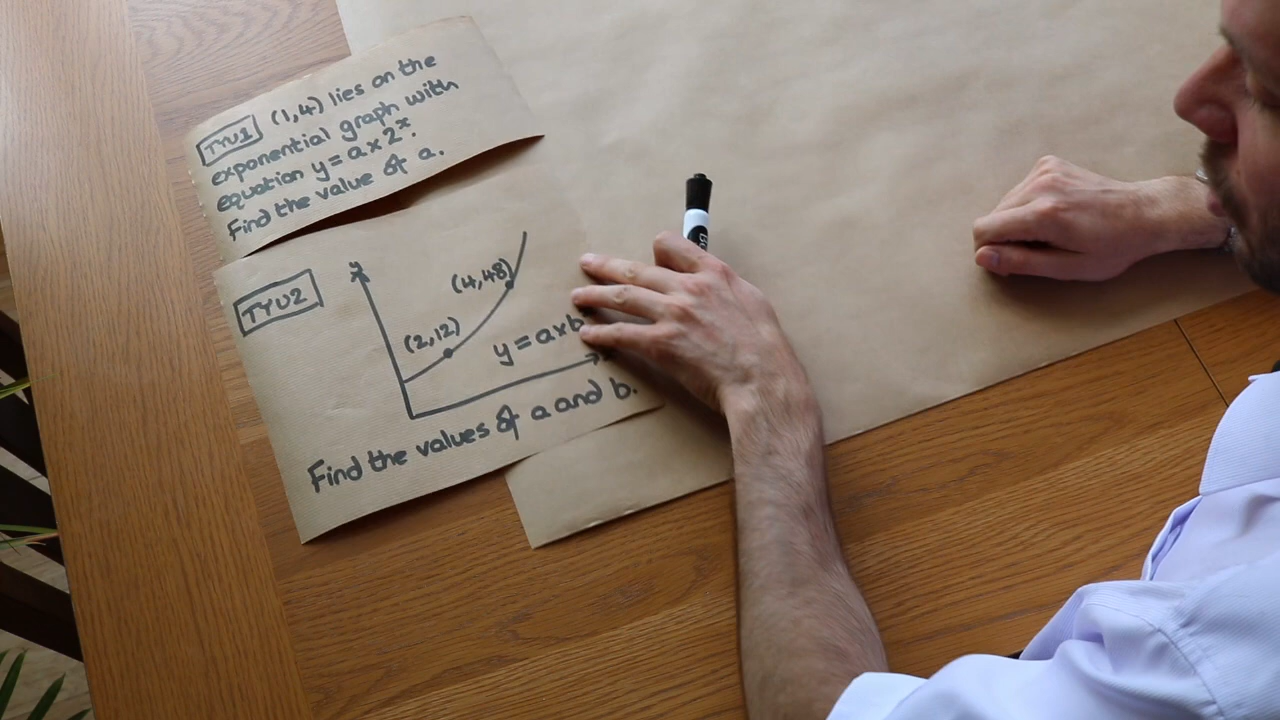 TYU1 (1,4) lies on the
exponential graph with
equation y = a x 2ˣ.
Find the value of a.
TYU2
y
(4,48)
(2,12)
y = a x b
Find the values of a and b.